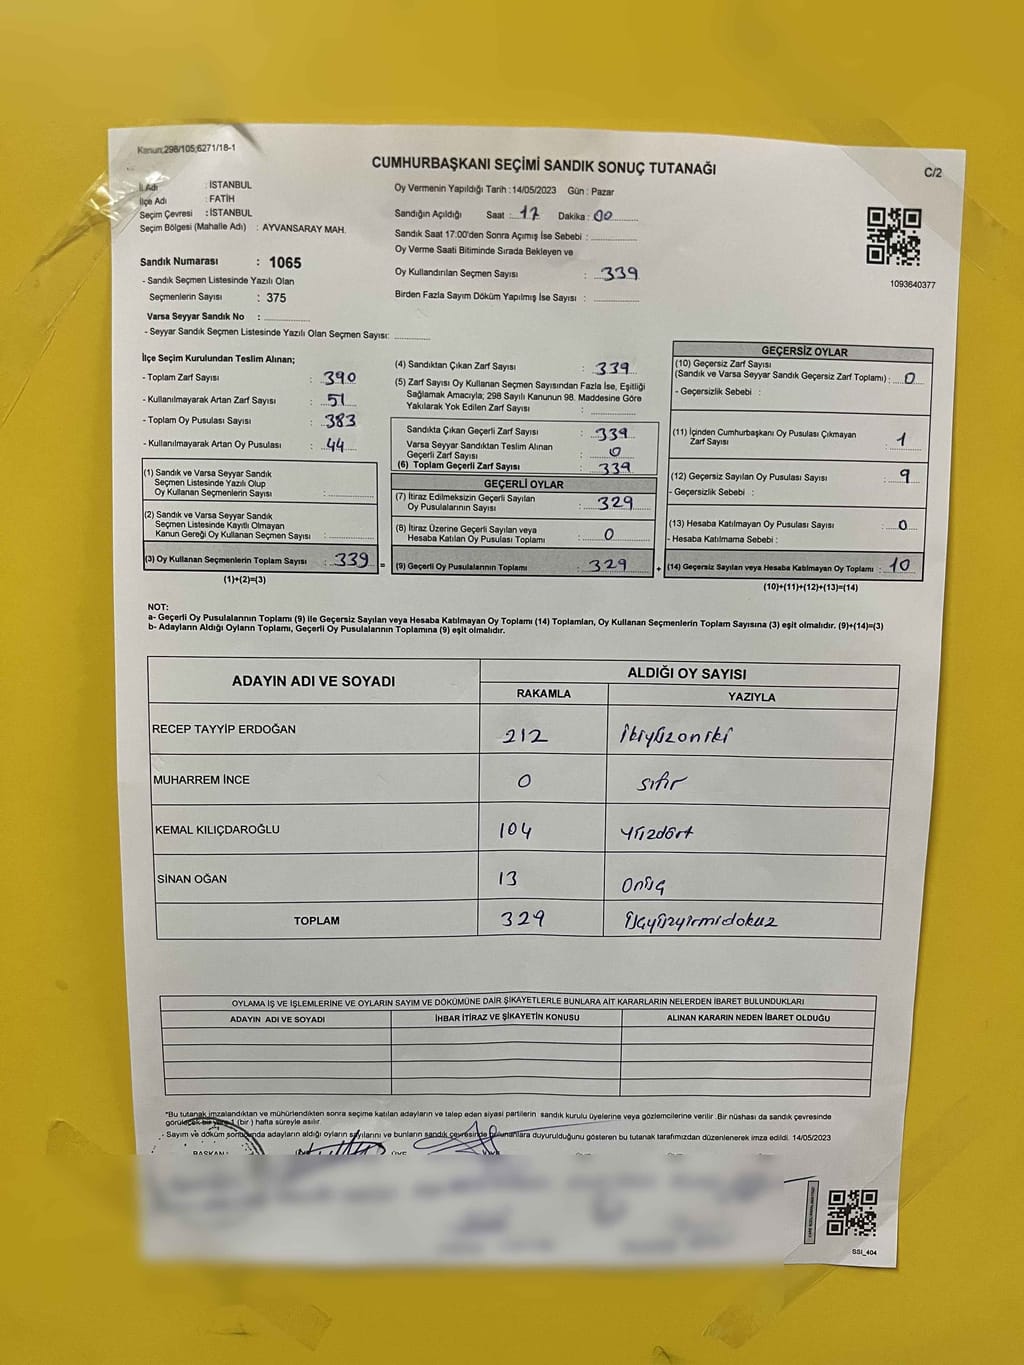 Kanun;298/105;6271/18-1
CUMHURBAŞKANI SEÇİMİ SANDIK SONUÇ TUTANAĞI
C/2
İl Adı : İSTANBUL
İlçe Adı : FATİH
Seçim Çevresi : İSTANBUL
Seçim Bölgesi (Mahalle Adı) : AYVANSARAY MAH.
Sandık Numarası : 1065
- Sandık Seçmen Listesinde Yazılı Olan
Seçmenlerin Sayısı : 375
Varsa Seyyar Sandık No :
- Seyyar Sandık Seçmen Listesinde Yazılı Olan Seçmen Sayısı:
Oy Vermenin Yapıldığı Tarih :14/05/2023 Gün : Pazar
Sandığın Açıldığı Saat : 17 Dakika : 00
Sandık Saat 17:00'den Sonra Açımış İse Sebebi :
Oy Verme Saati Bitiminde Sırada Bekleyen ve
Oy Kullandırılan Seçmen Sayısı : 339
Birden Fazla Sayım Döküm Yapılmış İse Sayısı :
1093640377
İlçe Seçim Kurulundan Teslim Alınan;
- Toplam Zarf Sayısı : 390
- Kullanılmayarak Artan Zarf Sayısı : 51
- Toplam Oy Pusulası Sayısı : 383
- Kullanılmayarak Artan Oy Pusulası : 44
(1) Sandık ve Varsa Seyyar Sandık
Seçmen Listesinde Yazılı Olup
Oy Kullanan Seçmenlerin Sayısı :
(2) Sandık ve Varsa Seyyar Sandık
Seçmen Listesinde Kayıtlı Olmayan
Kanun Gereği Oy Kullanan Seçmen Sayısı :
(3) Oy Kullanan Seçmenlerin Toplam Sayısı : 339 =
(1)+(2)=(3)
(4) Sandıktan Çıkan Zarf Sayısı : 339
(5) Zarf Sayısı Oy Kullanan Seçmen Sayısından Fazla İse, Eşitliği
Sağlamak Amacıyla; 298 Sayılı Kanunun 98. Maddesine Göre
Yakılarak Yok Edilen Zarf Sayısı :
Sandıkta Çıkan Geçerli Zarf Sayısı : 339
Varsa Seyyar Sandıktan Teslim Alınan
Geçerli Zarf Sayısı : 0
(6) Toplam Geçerli Zarf Sayısı : 339
GEÇERLİ OYLAR
(7) İtiraz Edilmeksizin Geçerli Sayılan
Oy Pusulalarının Sayısı : 329
(8) İtiraz Üzerine Geçerli Sayılan veya
Hesaba Katılan Oy Pusulası Toplamı : 0
(9) Geçerli Oy Pusulalarının Toplamı : 329 +
GEÇERSİZ OYLAR
(10) Geçersiz Zarf Sayısı
(Sandık ve Varsa Seyyar Sandık Geçersiz Zarf Toplamı) : 0
- Geçersizlik Sebebi :
(11) İçinden Cumhurbaşkanı Oy Pusulası Çıkmayan
Zarf Sayısı : 1
(12) Geçersiz Sayılan Oy Pusulası Sayısı : 9
- Geçersizlik Sebebi :
(13) Hesaba Katılmayan Oy Pusulası Sayısı : 0
- Hesaba Katılmama Sebebi :
(14) Geçersiz Sayılan veya Hesaba Katılmayan Oy Toplamı : 10
(10)+(11)+(12)+(13)=(14)
NOT:
a- Geçerli Oy Pusulalarının Toplamı (9) ile Geçersiz Sayılan veya Hesaba Katılmayan Oy Toplamı (14) Toplamları, Oy Kullanan Seçmenlerin Toplam Sayısına (3) eşit olmalıdır. (9)+(14)=(3)
b- Adayların Aldığı Oyların Toplamı, Geçerli Oy Pusulalarının Toplamına (9) eşit olmalıdır.
ADAYIN ADI VE SOYADI
ALDIĞI OY SAYISI
RAKAMLA YAZIYLA
RECEP TAYYİP ERDOĞAN 212 İkiyüzoniki
MUHARREM İNCE 0 sıfır
KEMAL KILIÇDAROĞLU 104 yüzdört
SİNAN OĞAN 13 onüç
TOPLAM 329 üçyüzyirmidokuz
OYLAMA İŞ VE İŞLEMLERİNE VE OYLARIN SAYIM VE DÖKÜMÜNE DAİR ŞİKAYETLERLE BUNLARA AİT KARARLARIN NELERDEN İBARET BULUNDUKLARI
ADAYIN ADI VE SOYADI İHBAR İTİRAZ VE ŞİKAYETİN KONUSU ALINAN KARARIN NEDEN İBARET OLDUĞU
"Bu tutanak imzalandıktan ve mühürlendikten sonra seçime katılan adayların ve talep eden siyasi partilerin sandık kurulu üyelerine veya gözlemcilerine verilir .Bir nüshası da sandık çevresinde
görülecek bir yere 1 (bir ) hafta süreyle asılır.
- Sayım ve döküm sonucunda adayların aldığı oyların sayılarını ve bunların sandık çevresinde bulunanlara duyurulduğunu gösteren bu tutanak tarafımızdan düzenlenerek imza edildi. 14/05/2023
BAŞKAN ÜYE
SSI_404